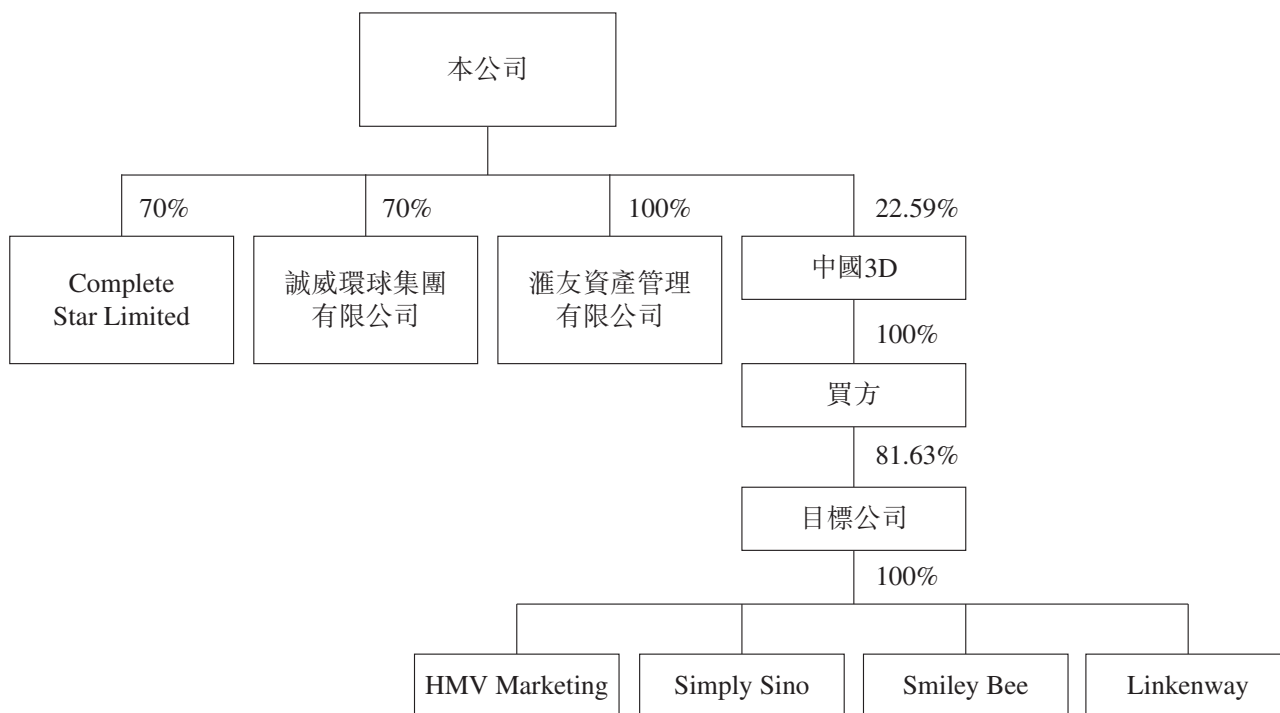 本公司
70%
70%
100%
22.59%
Complete
Star Limited
誠威環球集團
有限公司
滙友資產管理
有限公司
中國3D
100%
買方
81.63%
目標公司
100%
HMV Marketing
Simply Sino
Smiley Bee
Linkenway